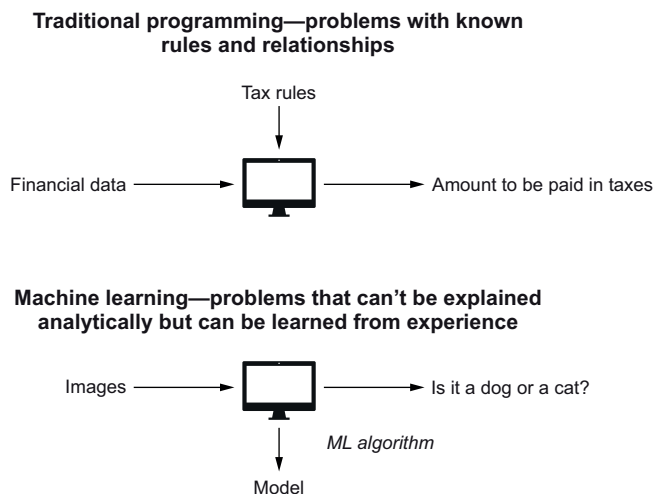 Traditional programming—problems with known
rules and relationships
Tax rules
Financial data
Amount to be paid in taxes
Machine learning—problems that can’t be explained
analytically but can be learned from experience
Images
Is it a dog or a cat?
ML algorithm
Model